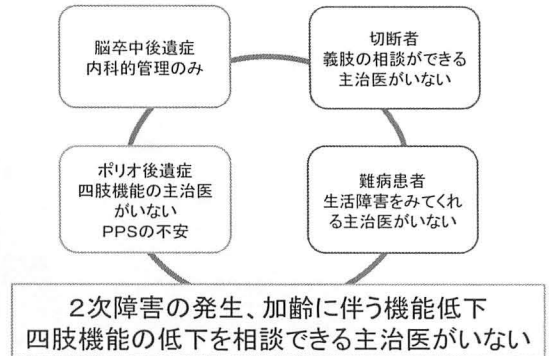 脳卒中後遺症
内科的管理のみ
切断者
義肢の相談ができる
主治医がいない
ポリオ後遺症
四肢機能の主治医
がいない
PPSの不安
難病患者
生活障害をみてくれ
る主治医がいない
２次障害の発生、加齢に伴う機能低下
四肢機能の低下を相談できる主治医がいない